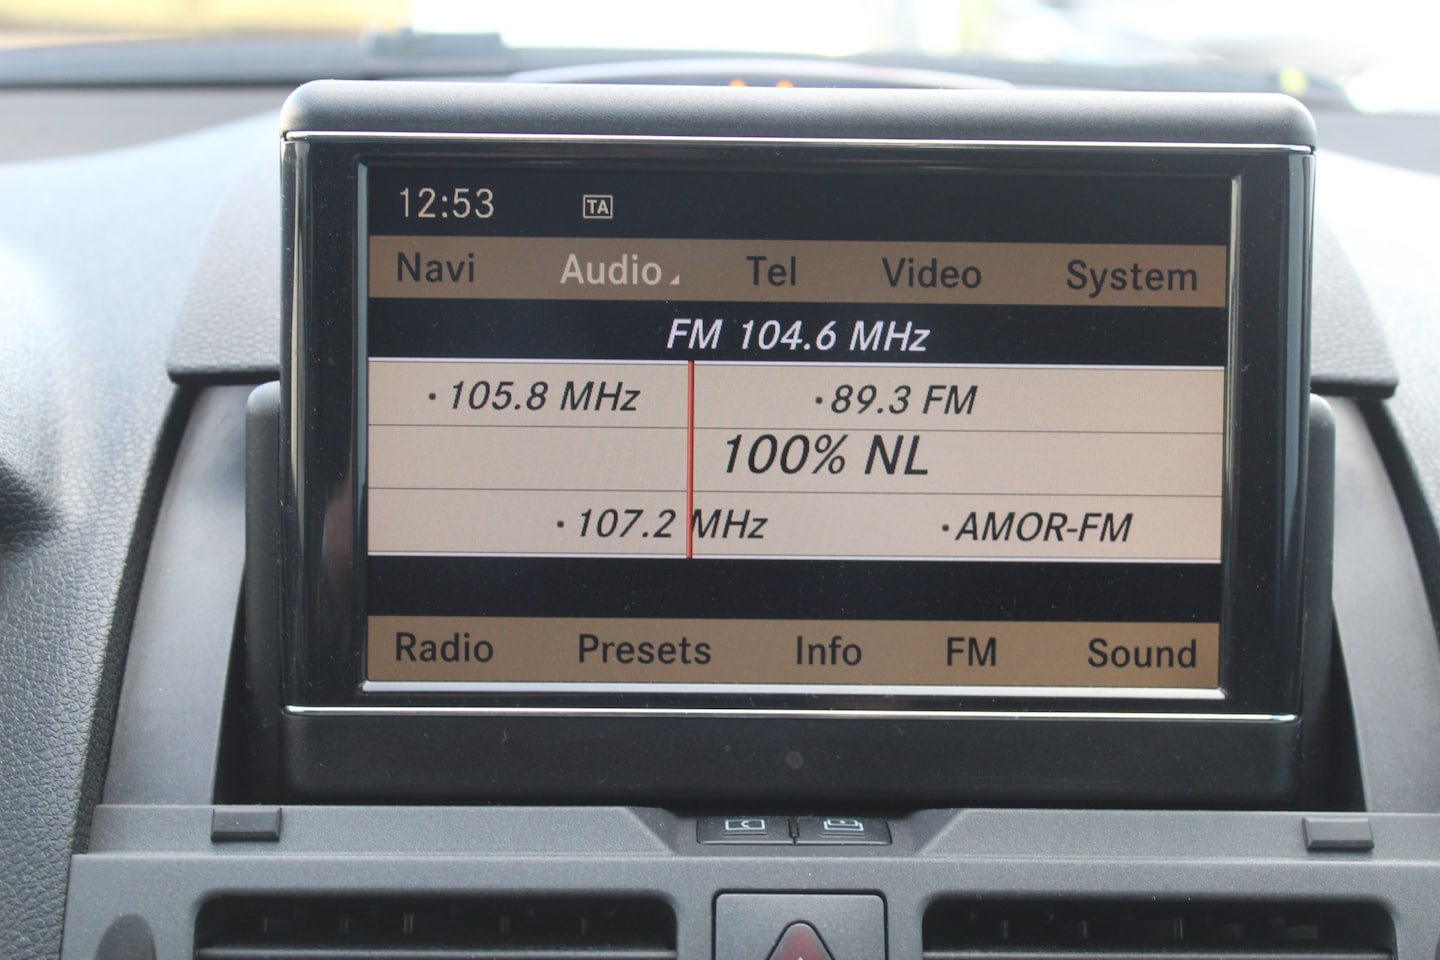 12:53 TA
Navi Audio Tel Video System
FM 104.6 MHz
· 105.8 MHz · 89.3 FM
100% NL
· 107.2 MHz · AMOR-FM
Radio Presets Info FM Sound